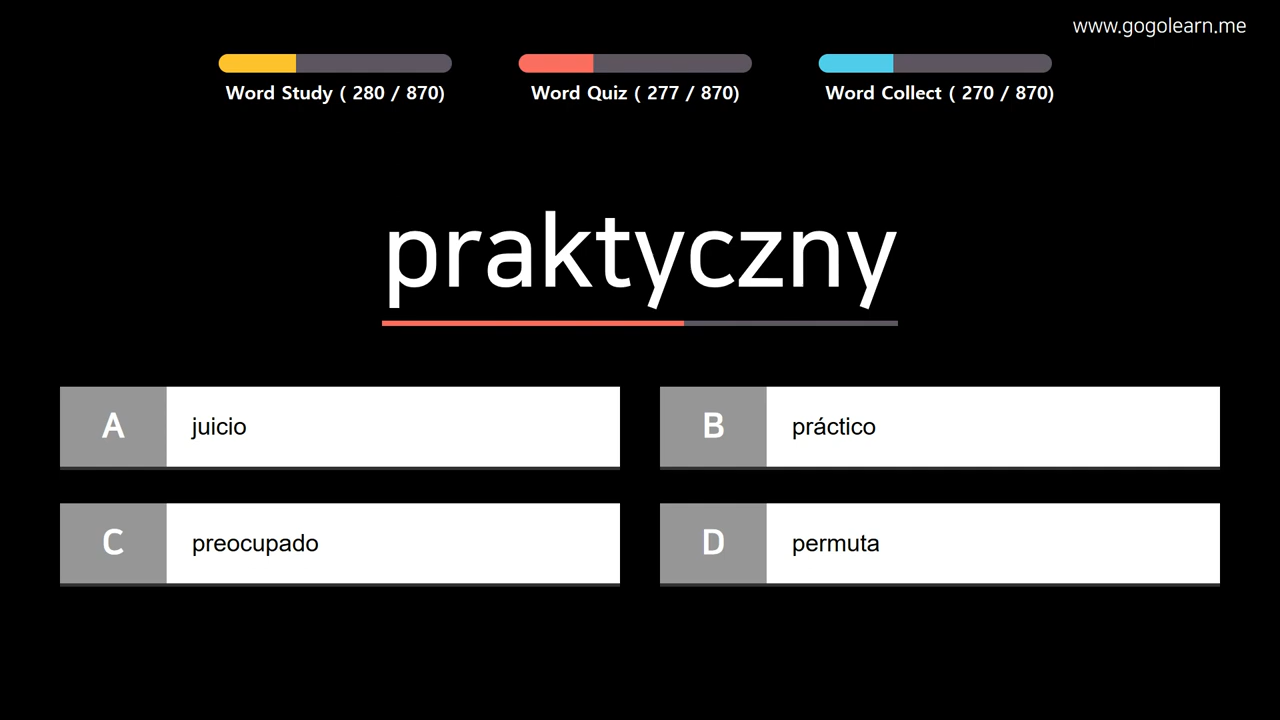 www.gogolearn.me
Word Study ( 280 / 870)
Word Quiz ( 277 / 870)
Word Collect ( 270 / 870)
praktyczny
A juicio
B práctico
C preocupado
D permuta